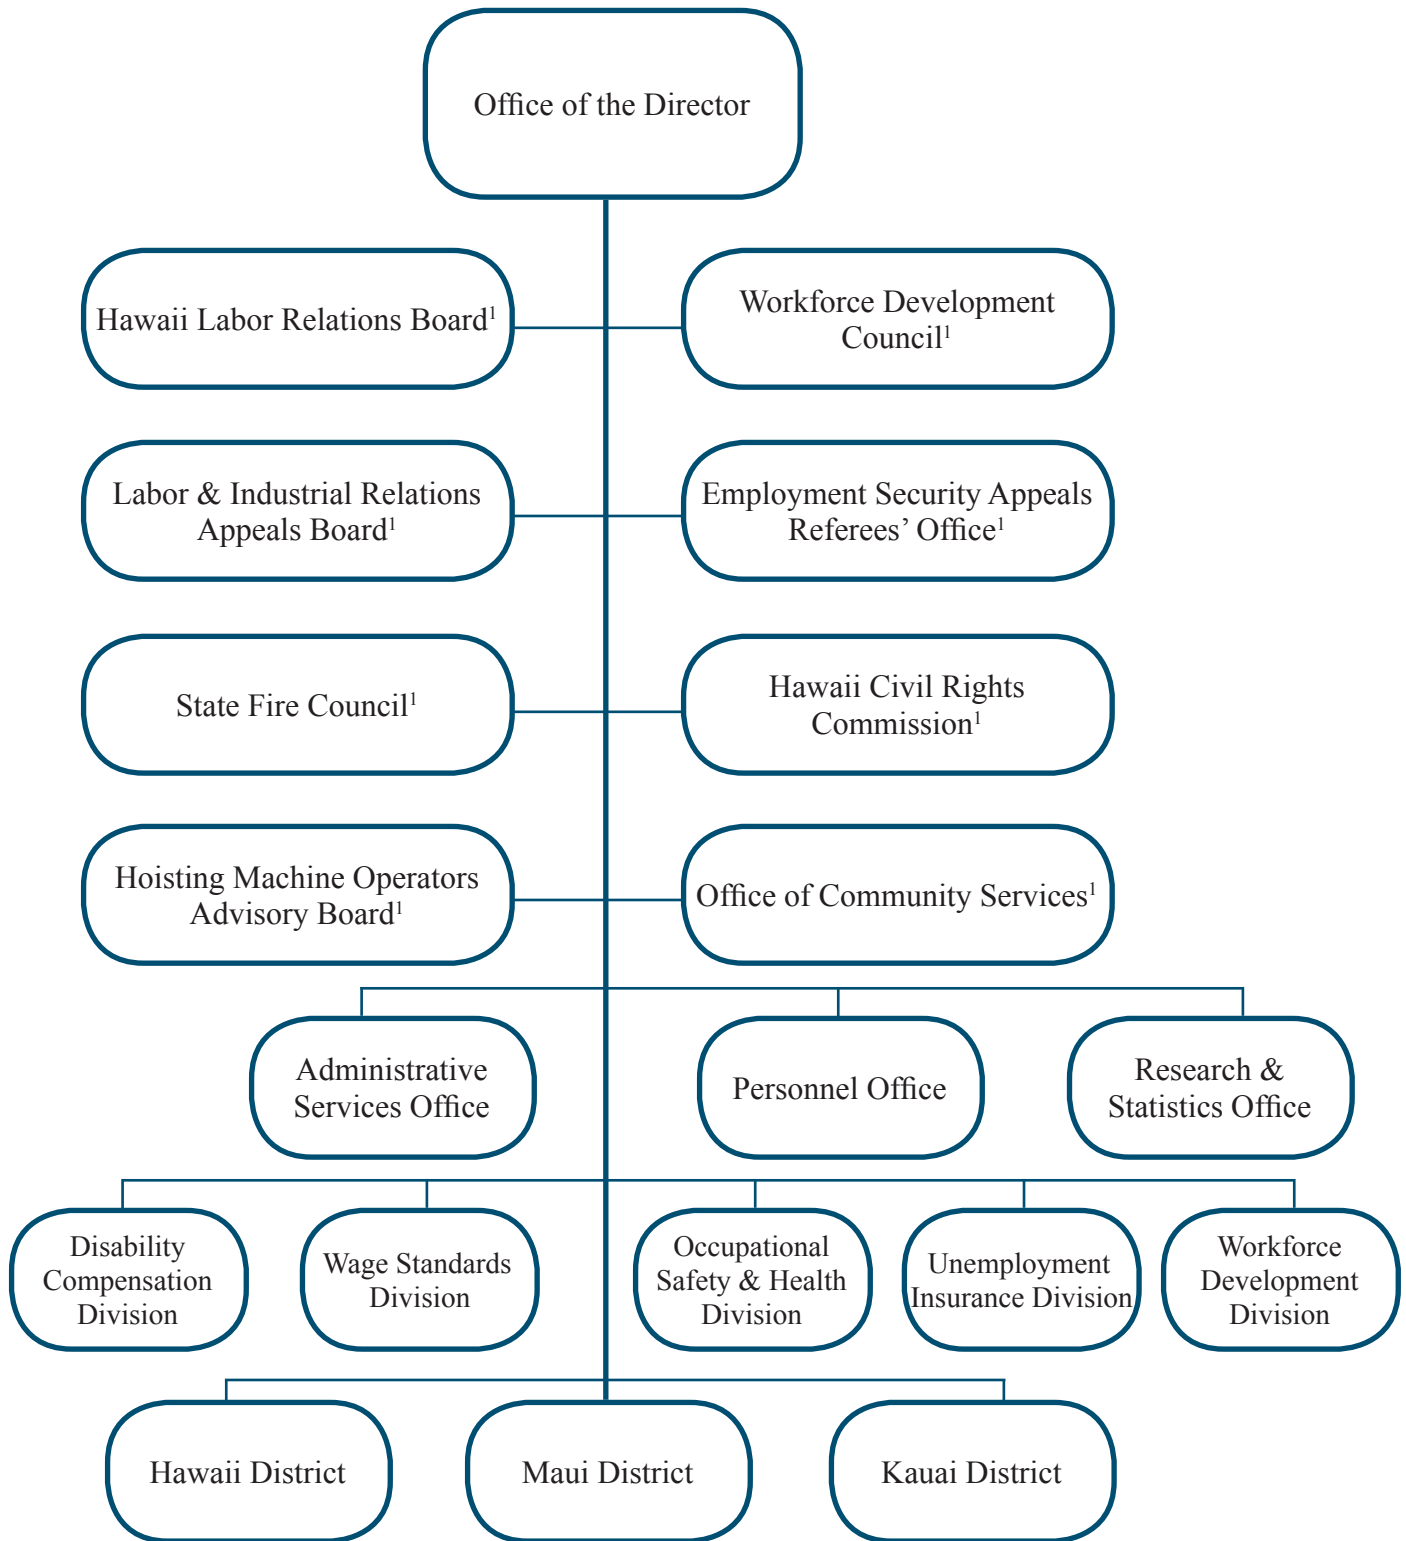 Office of the Director
Hawaii Labor Relations Board¹
Workforce Development
Council¹
Labor & Industrial Relations
Appeals Board¹
Employment Security Appeals
Referees’ Office¹
State Fire Council¹
Hawaii Civil Rights
Commission¹
Hoisting Machine Operators
Advisory Board¹
Office of Community Services¹
Administrative
Services Office
Personnel Office
Research &
Statistics Office
Disability
Compensation
Division
Wage Standards
Division
Occupational
Safety & Health
Division
Unemployment
Insurance Division
Workforce
Development
Division
Hawaii District
Maui District
Kauai District